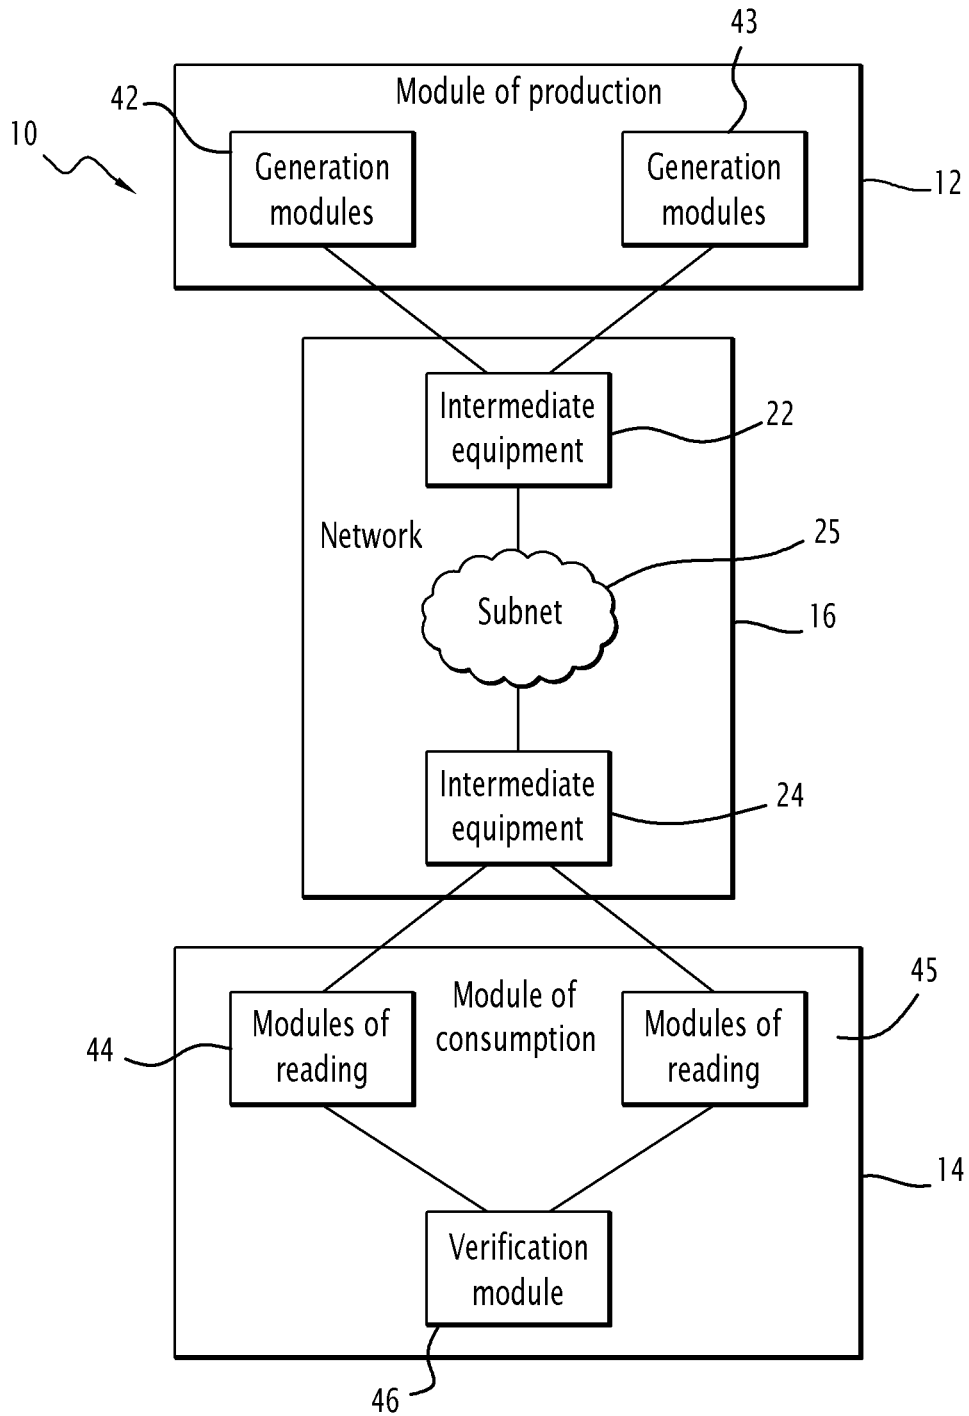 43
Module of production
42
10
Generation
modules
Generation
modules
12
Intermediate
equipment
22
Network
25
Subnet
16
Intermediate
equipment
24
45
Module of
consumption
44
Modules of
reading
Modules of
reading
14
Verification
module
46